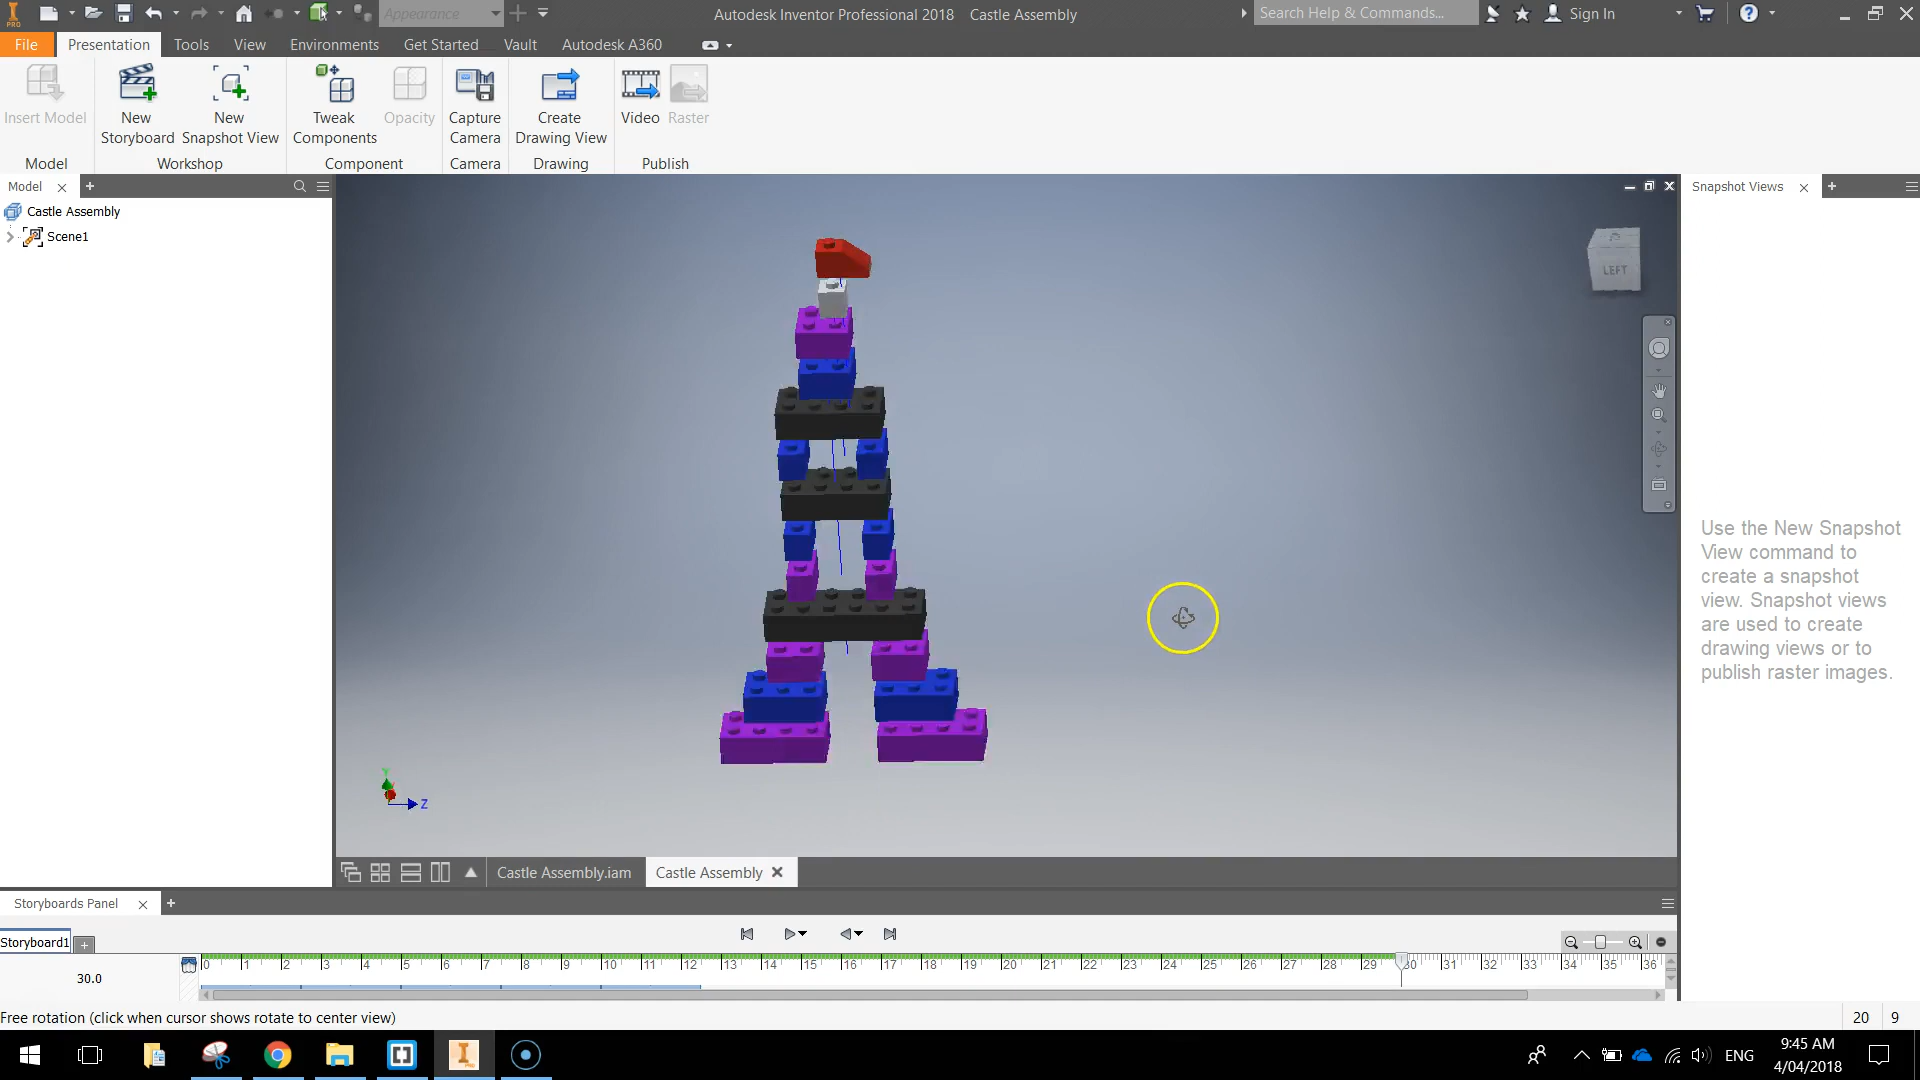 PRO
Appearance
Autodesk Inventor Professional 2018   Castle Assembly
Search Help & Commands...
Sign In
File
Presentation
Tools
View
Environments
Get Started
Vault
Autodesk A360
Insert Model
New Storyboard
New Snapshot View
Tweak Components
Opacity
Capture Camera
Create Drawing View
Video
Raster
Model
Workshop
Component
Camera
Drawing
Publish
Model
Castle Assembly
Scene1
LEFT
Snapshot Views
Use the New Snapshot
View command to
create a snapshot
view. Snapshot views
are used to create
drawing views or to
publish raster images.
Y
Z
Castle Assembly.iam
Castle Assembly
Storyboards Panel
Storyboard1
30.0
0 1 2 3 4 5 6 7 8 9 10 11 12 13 14 15 16 17 18 19 20 21 22 23 24 25 26 27 28 29 30 31 32 33 34 35 36
Free rotation (click when cursor shows rotate to center view)
20
9
ENG
9:45 AM
4/04/2018